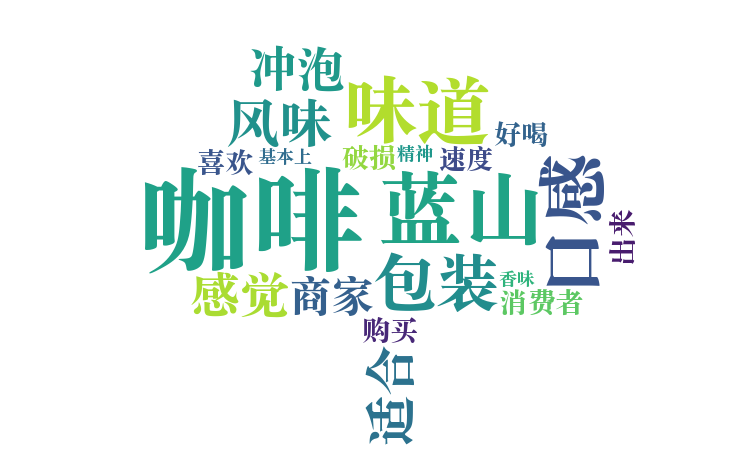 冲泡
味道
风味
好喝
喜欢
基本上
破损
精神
速度
咖啡
蓝山
口感
出来
感觉
商家
包装
香味
消费者
购买
适合